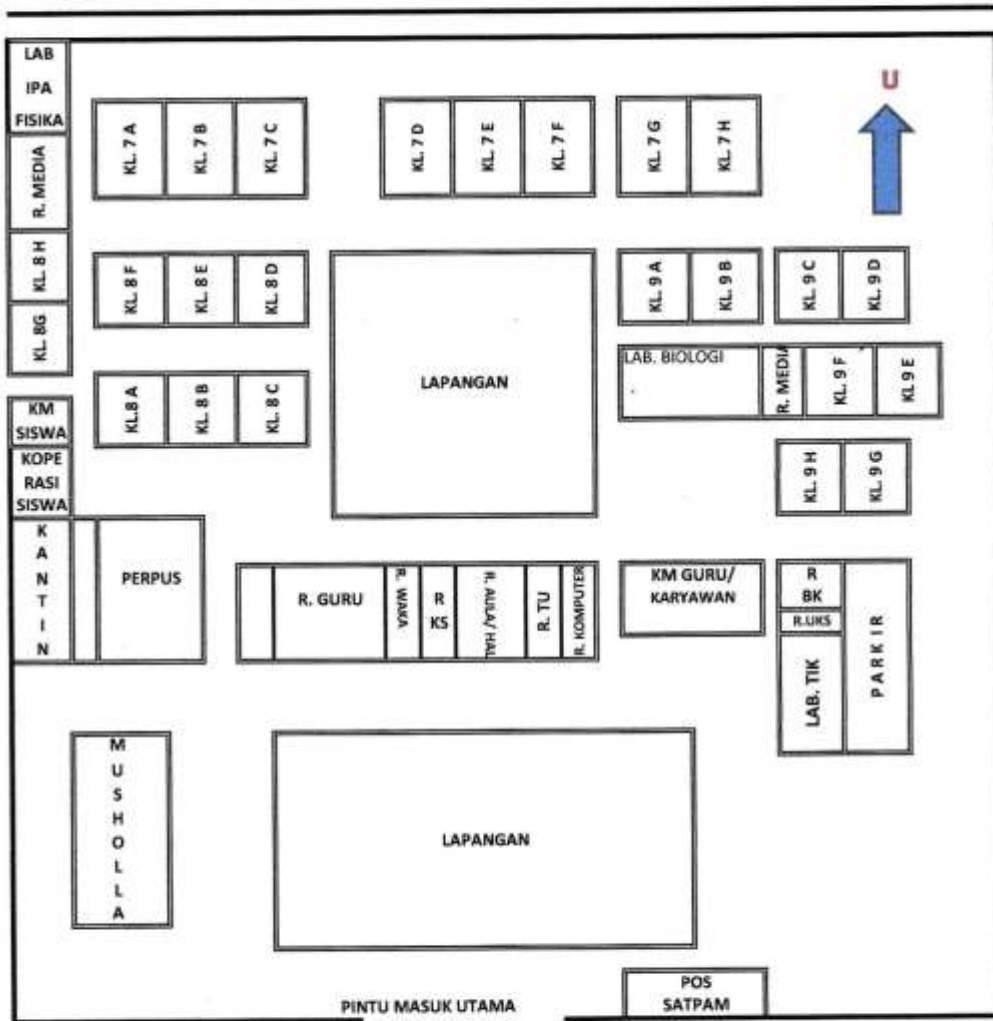 LAB
IPA
FISIKA
U
KL. 7 A
KL. 7 B
KL. 7 C
KL. 7 D
KL. 7 E
KL. 7 F
KL. 7 G
KL. 7 H
R. MEDIA
KL. 8 H
KL. 8G
KL. 8 F
KL. 8 E
KL. 8 D
LAPANGAN
KL. 9 A
KL. 9 B
KL. 9 C
KL. 9 D
LAB. BIOLOGI
R. MEDIA
KL. 9 F
KL 9 E
KM
SISWA
KL.8 A
KL. 8 B
KL. 8 C
KOPE
RASI
SISWA
KL. 9 H
KL. 9 G
K
A
N
T
I
N
PERPUS
R. GURU
R. WAKA
R
KS
R. AULA/ HAL
R. TU
R. KOMPUTER
KM GURU/
KARYAWAN
R
BK
R.UKS
LAB. TIK
PARK IR
M
U
S
H
O
L
L
A
LAPANGAN
POS
SATPAM
PINTU MASUK UTAMA